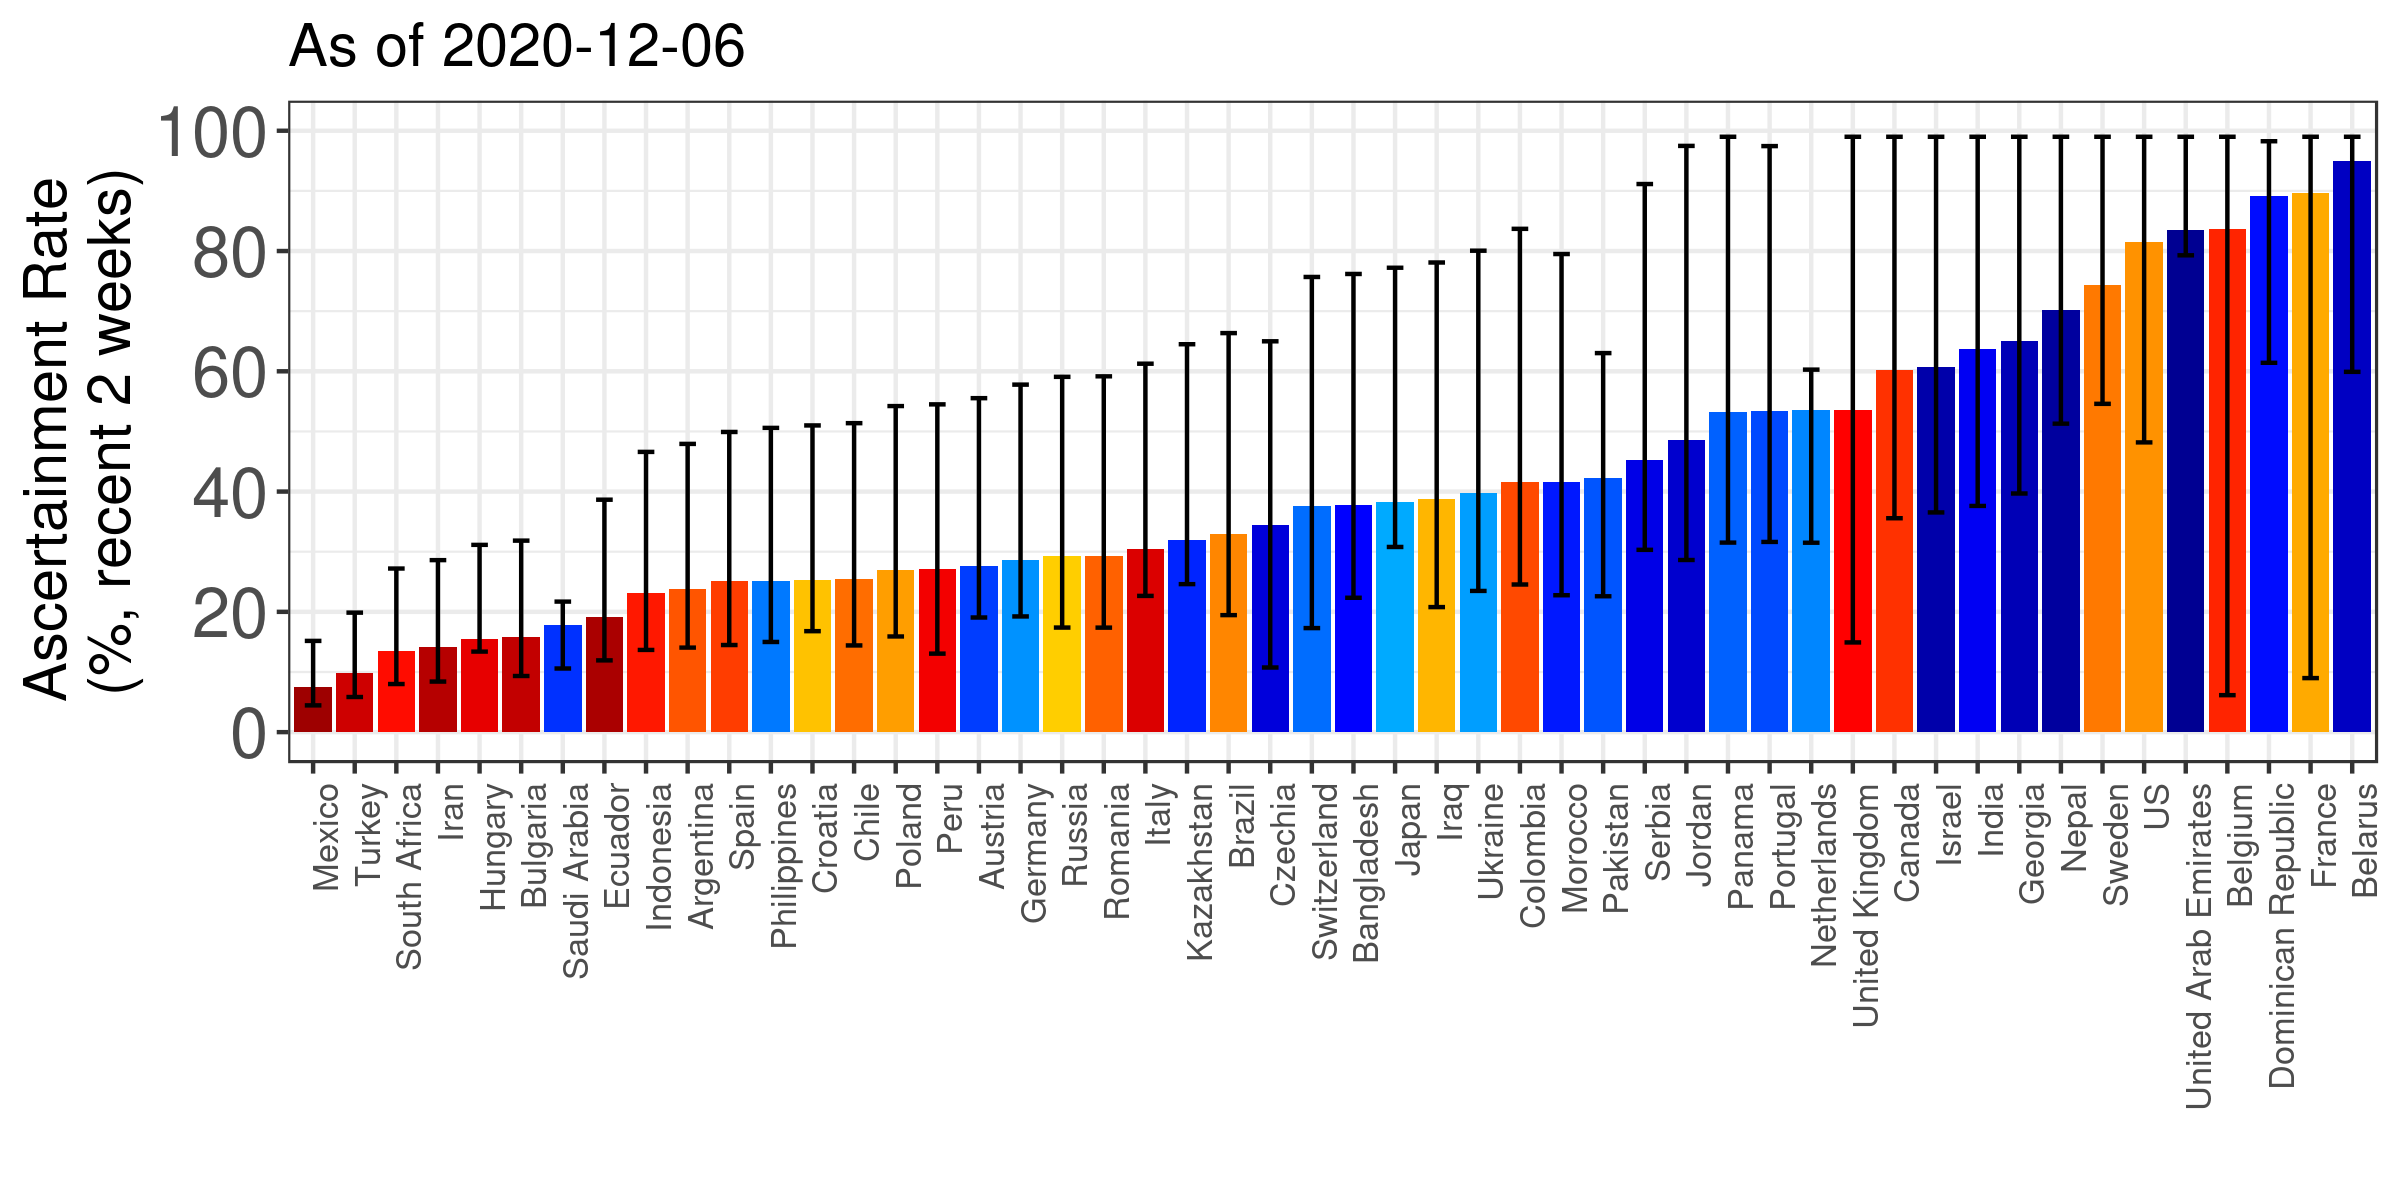 As of 2020-12-06
Ascertainment Rate
(%, recent 2 weeks)
100
80
60
40
20
0
Mexico
Turkey
South Africa
Iran
Hungary
Bulgaria
Saudi Arabia
Ecuador
Indonesia
Argentina
Spain
Philippines
Croatia
Chile
Poland
Peru
Austria
Germany
Russia
Romania
Italy
Kazakhstan
Brazil
Czechia
Switzerland
Bangladesh
Japan
Iraq
Ukraine
Colombia
Morocco
Pakistan
Serbia
Jordan
Panama
Portugal
Netherlands
United Kingdom
Canada
Israel
India
Georgia
Nepal
Sweden
US
United Arab Emirates
Belgium
Dominican Republic
France
Belarus